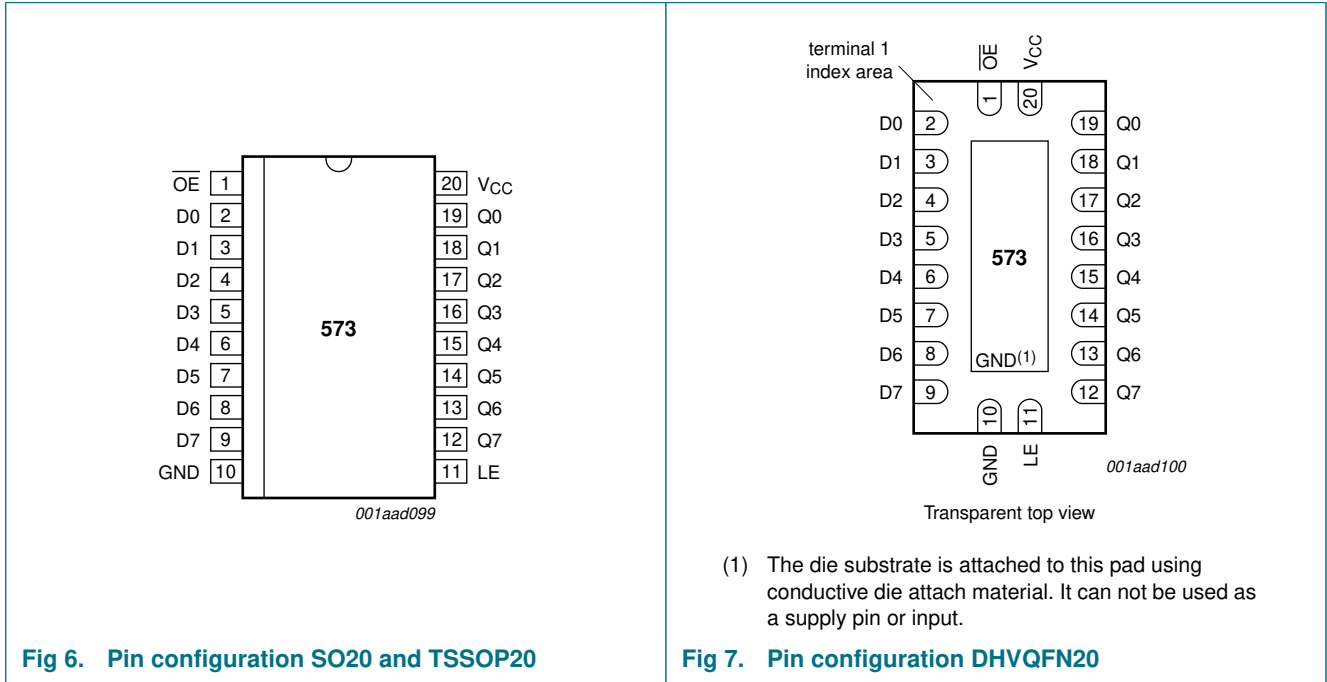 OE 1 20 VCC
D0 2 19 Q0
D1 3 18 Q1
D2 4 17 Q2
D3 5 16 Q3
573
D4 6 15 Q4
D5 7 14 Q5
D6 8 13 Q6
D7 9 12 Q7
GND 10 11 LE
001aad099
Fig 6. Pin configuration SO20 and TSSOP20
terminal 1
index area
OE VCC
1 20
D0 2 19 Q0
D1 3 18 Q1
D2 4 17 Q2
D3 5 16 Q3
573
D4 6 15 Q4
D5 7 14 Q5
D6 8 GND(1) 13 Q6
D7 9 12 Q7
10 11
GND LE
001aad100
Transparent top view
(1) The die substrate is attached to this pad using
conductive die attach material. It can not be used as
a supply pin or input.
Fig 7. Pin configuration DHVQFN20